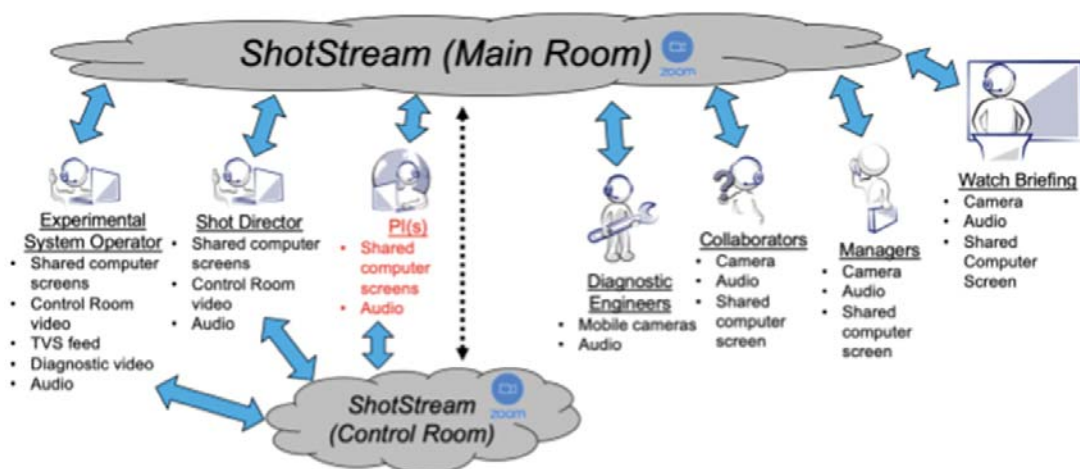 ShotStream (Main Room)
zoom
Experimental
System Operator
• Shared computer
screens
• Control Room
video
• TVS feed
• Diagnostic video
• Audio
Shot Director
• Shared computer
screens
• Control Room
video
• Audio
PI(s)
• Shared
computer
screens
• Audio
Diagnostic
Engineers
• Mobile cameras
• Audio
Collaborators
• Camera
• Audio
• Shared
computer
screen
Managers
• Camera
• Audio
• Shared
computer
screen
Watch Briefing
• Camera
• Audio
• Shared
Computer
Screen
ShotStream
(Control Room)
zoom